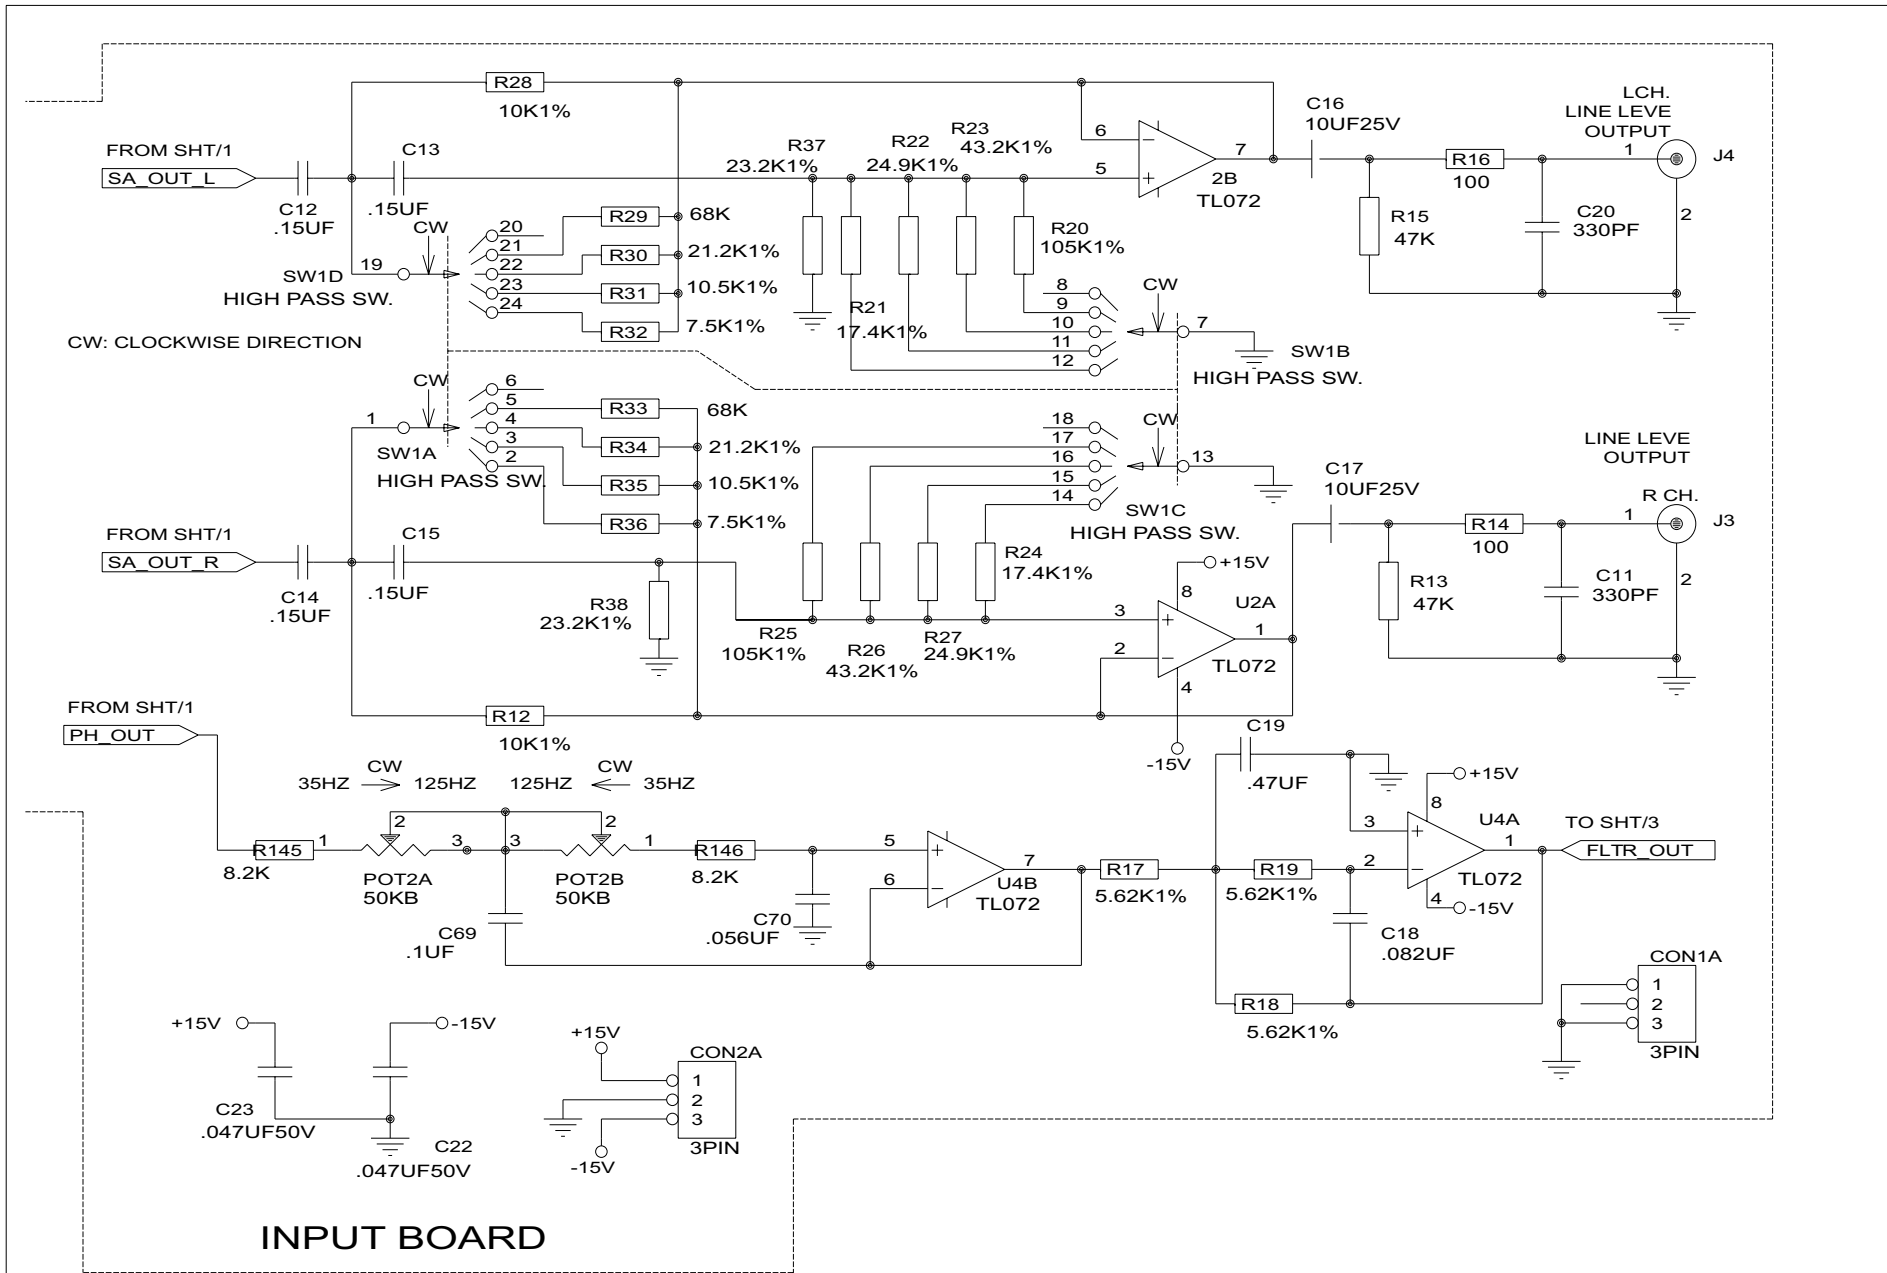 R28
10K1%
FROM SHT/1
SA_OUT_L
C12
.15UF
C13
.15UF
CW
19
SW1D
HIGH PASS SW.
20
21
22
23
24
R29
68K
R30
21.2K1%
R31
10.5K1%
R32
7.5K1%
CW: CLOCKWISE DIRECTION
R37
23.2K1%
R22
24.9K1%
R23
43.2K1%
R20
105K1%
R21
17.4K1%
8
9
10
11
12
CW
7
SW1B
HIGH PASS SW.
6
5
7
2B
TL072
C16
10UF25V
LCH.
LINE LEVE
OUTPUT
1
J4
R16
100
R15
47K
C20
330PF
2
CW
1
SW1A
HIGH PASS SW.
6
5
4
3
2
R33
68K
R34
21.2K1%
R35
10.5K1%
R36
7.5K1%
18
17
16
15
14
CW
13
SW1C
HIGH PASS SW.
FROM SHT/1
SA_OUT_R
C14
.15UF
C15
.15UF
R38
23.2K1%
R25
105K1%
R26
43.2K1%
R27
24.9K1%
R24
17.4K1%
+15V
8
3
2
U2A
1
TL072
4
-15V
R12
10K1%
C17
10UF25V
LINE LEVE
OUTPUT
R CH.
1
J3
R14
100
R13
47K
C11
330PF
2
FROM SHT/1
PH_OUT
CW
35HZ
125HZ
125HZ
CW
35HZ
R145
8.2K
1
2
3
POT2A
50KB
3
2
1
POT2B
50KB
R146
8.2K
C69
.1UF
C70
.056UF
5
6
7
U4B
TL072
R17
5.62K1%
C19
.47UF
R19
5.62K1%
C18
.082UF
R18
5.62K1%
+15V
8
3
2
U4A
1
TL072
4
-15V
TO SHT/3
FLTR_OUT
CON1A
1
2
3
3PIN
+15V
-15V
C23
.047UF50V
C22
.047UF50V
+15V
CON2A
1
2
3
-15V
3PIN
INPUT BOARD